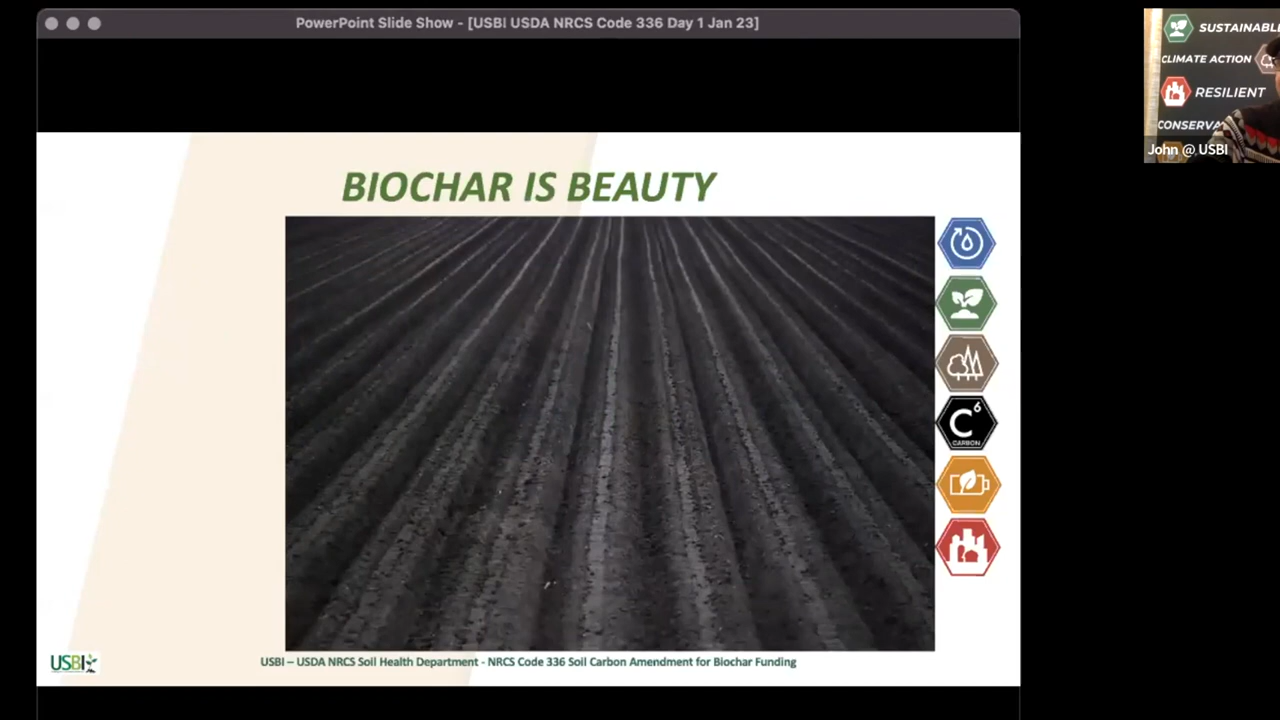 PowerPoint Slide Show - [USBI USDA NRCS Code 336 Day 1 Jan 23]
SUSTAINABLE
CLIMATE ACTION
RESILIENT
John @ USBI
BIOCHAR IS BEAUTY
C 6
CARBON
USBI
USBI – USDA NRCS Soil Health Department - NRCS Code 336 Soil Carbon Amendment for Biochar Funding